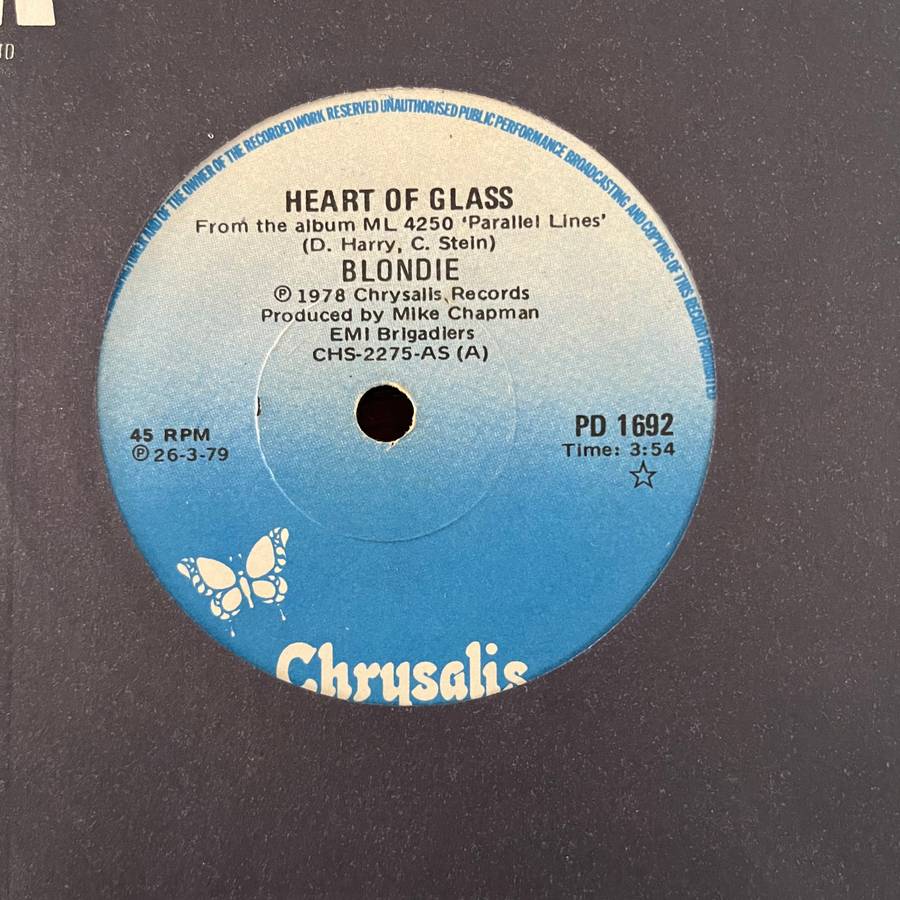 MANUFACTURER AND OF THE OWNER OF THE RECORDED WORK RESERVED UNAUTHORISED PUBLIC PERFORMANCE BROADCASTING AND COPYING OF THIS RECORD PROHIBITED
HEART OF GLASS
From the album ML 4250 'Parallel Lines'
(D. Harry, C. Stein)
BLONDIE
Ⓟ 1978 Chrysalis Records
Produced by Mike Chapman
EMI Brigadiers
CHS-2275-AS (A)
45 RPM
Ⓟ 26-3-79
PD 1692
Time: 3:54
Chrysalis